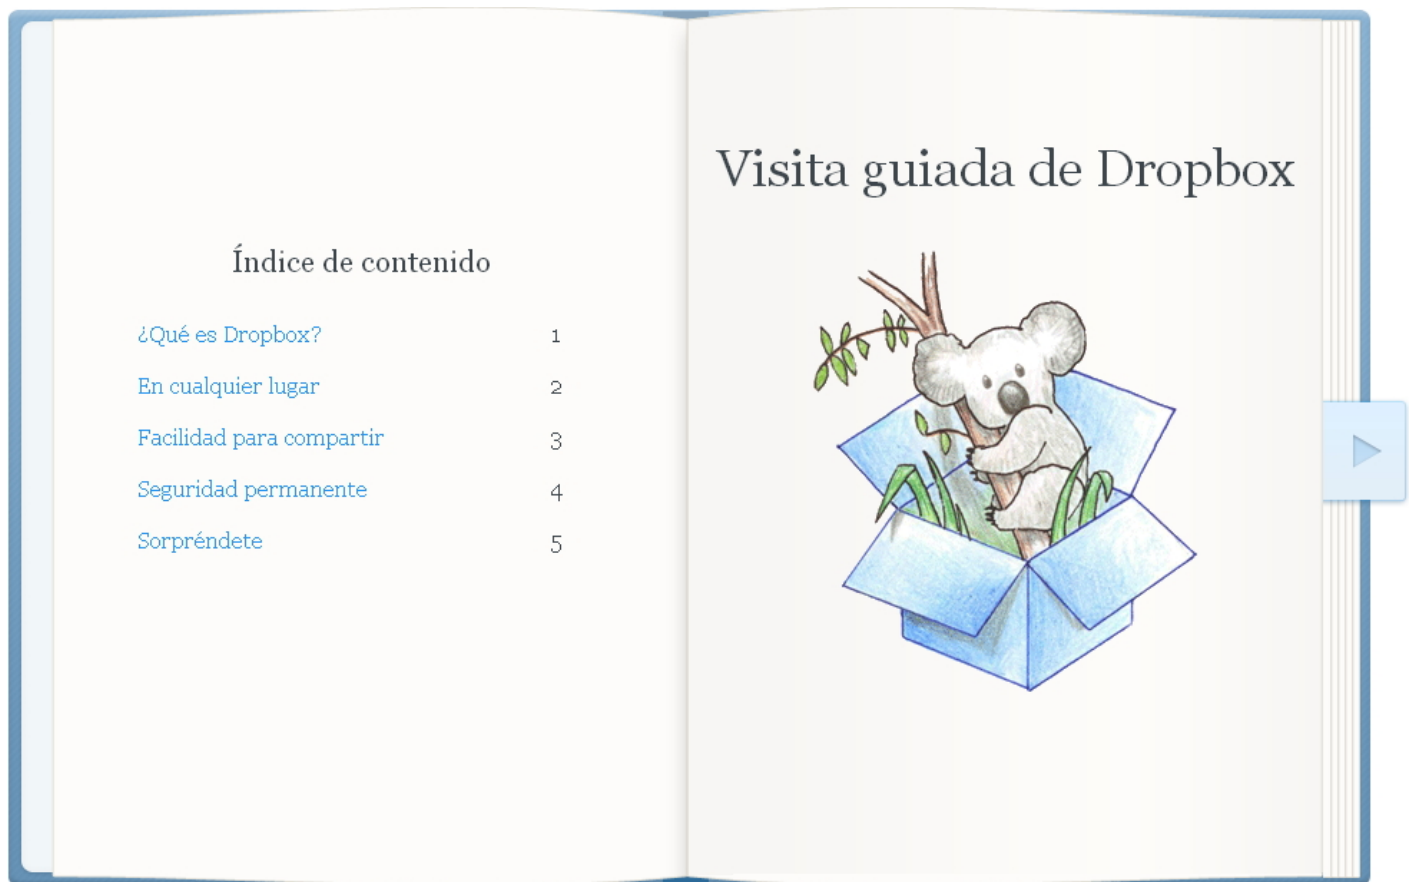 Índice de contenido
¿Qué es Dropbox? 1
En cualquier lugar 2
Facilidad para compartir 3
Seguridad permanente 4
Sorpréndete 5
Visita guiada de Dropbox